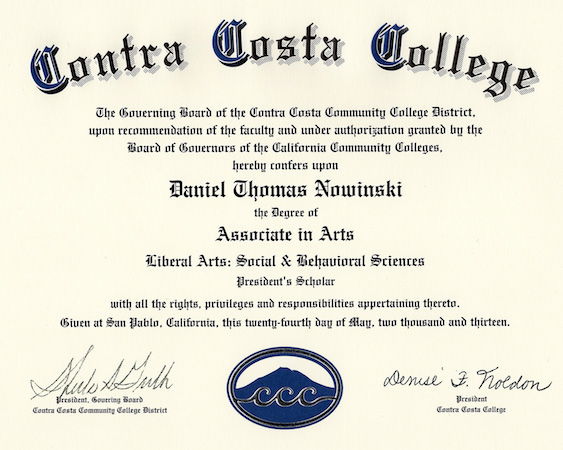 Contra Costa College
The Governing Board of the Contra Costa Community College District,
upon recommendation of the faculty and under authorization granted by the
Board of Governors of the California Community Colleges,
hereby confers upon
Daniel Thomas Nowinski
the Degree of
Associate in Arts
Liberal Arts: Social & Behavioral Sciences
President's Scholar
with all the rights, privileges and responsibilities appertaining thereto.
Given at San Pablo, California, this twenty-fourth day of May, two thousand and thirteen.
President, Govering Board
Contra Costa Community College District
ccc
Denise F. Noldon
President
Contra Costa College